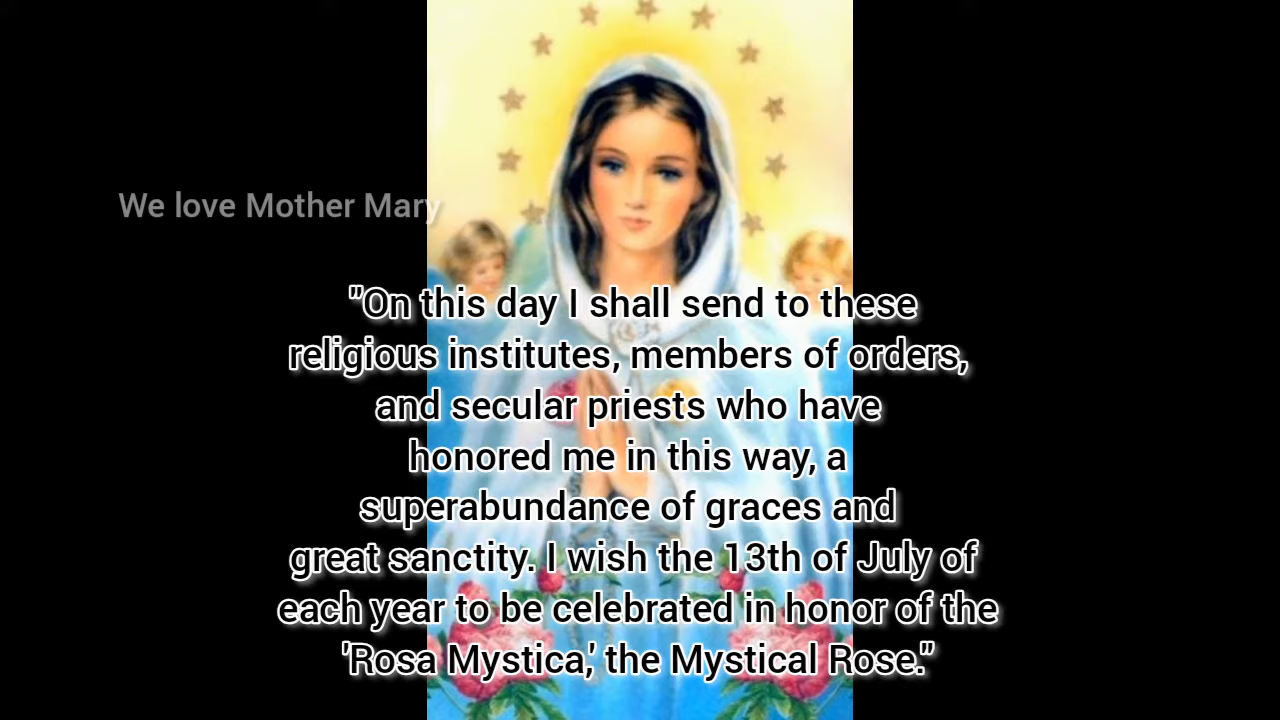 We love Mother Mary
"On this day I shall send to these
religious institutes, members of orders,
and secular priests who have
honored me in this way, a
superabundance of graces and
great sanctity. I wish the 13th of July of
each year to be celebrated in honor of the
'Rosa Mystica,' the Mystical Rose."